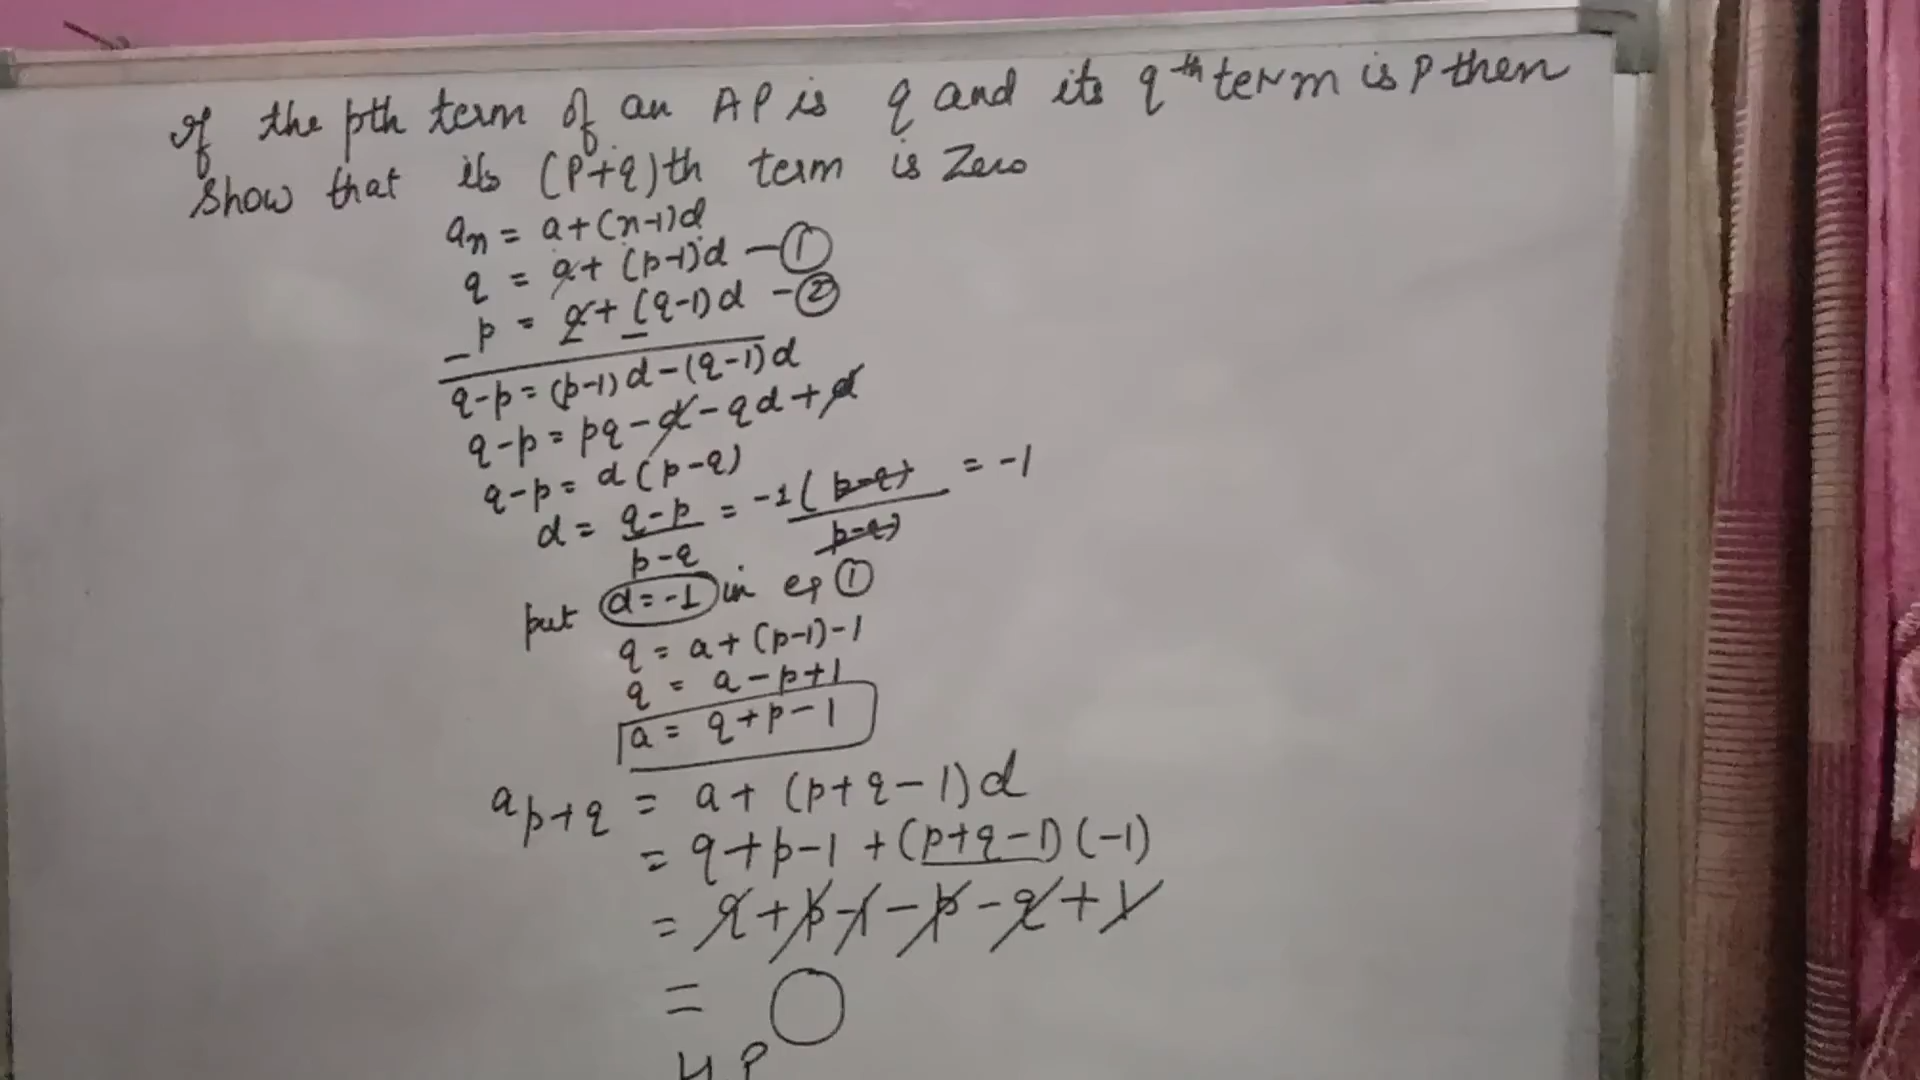 If the pth term of an AP is q and its q^th term is p then
Show that its (P+q)th term is Zero
an = a+(n-1)d
q = a+(p-1)d -①
p = a+(q-1)d -②
q-p=(p-1)d-(q-1)d
q-p=pq-d-qd+d
q-p=d(p-q)
d = q-p/p-q = -1(p-q)/p-q) = -1
put d=-1 in eq ①
q = a+(p-1)-1
q = a-p+1
a = q+p-1
ap+q = a+(p+q-1)d
= q+p-1+(p+q-1)(-1)
= q+p-1-p-q+1
= 0
H P